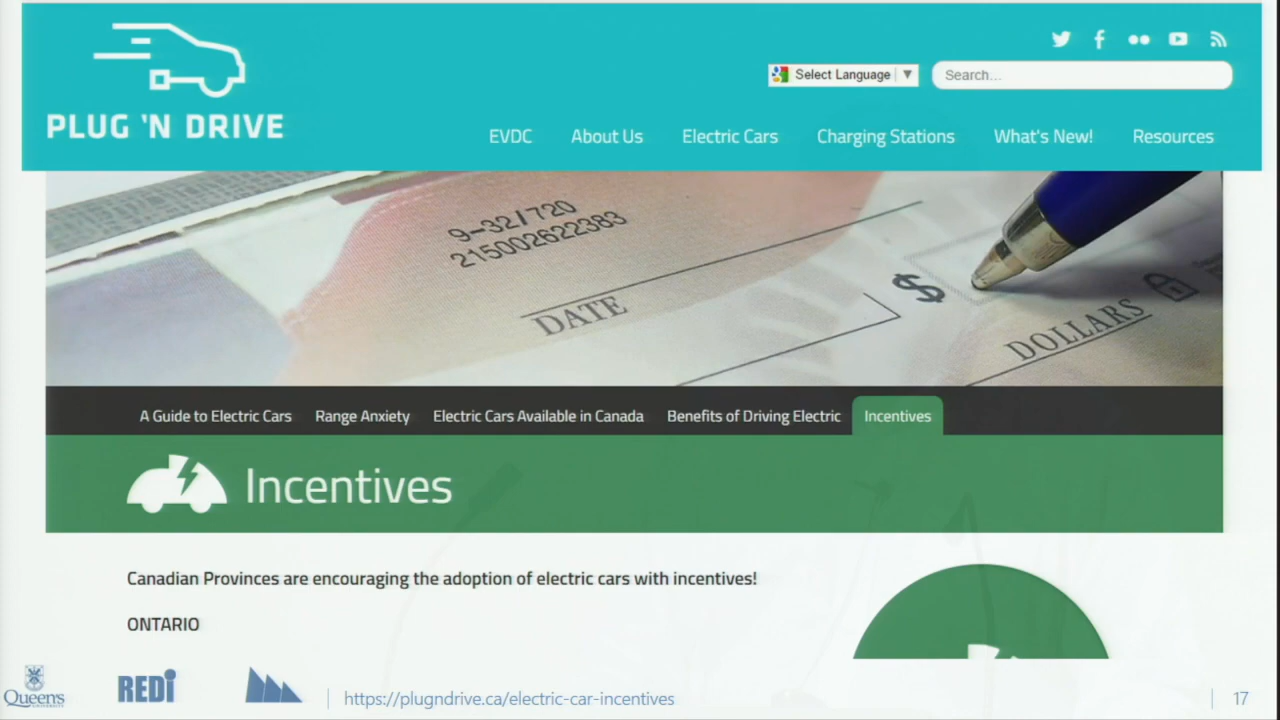 PLUG 'N DRIVE
Select Language ▼
Search...
EVDC About Us Electric Cars Charging Stations What's New! Resources
9-32/720
215002622383
DATE
$
DOLLARS
A Guide to Electric Cars Range Anxiety Electric Cars Available in Canada Benefits of Driving Electric Incentives
Incentives
Canadian Provinces are encouraging the adoption of electric cars with incentives!
ONTARIO
Queen's
UNIVERSITY
REDi
https://plugndrive.ca/electric-car-incentives
17